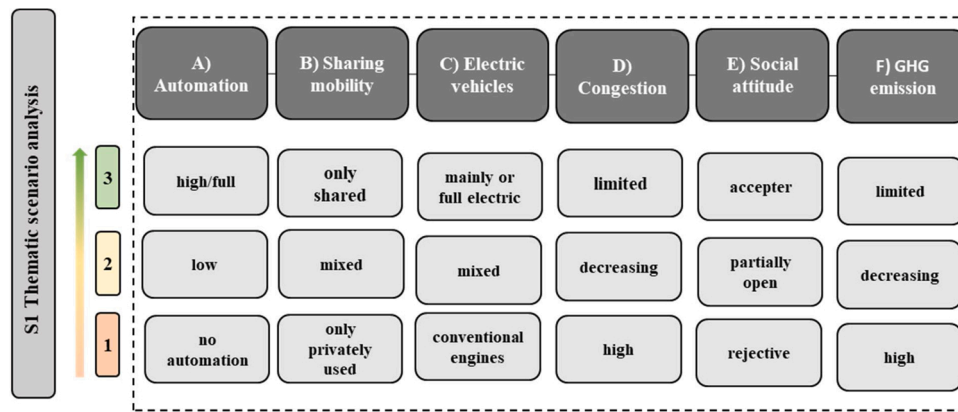 S1 Thematic scenario analysis
A)
Automation
B) Sharing
mobility
C) Electric
vehicles
D)
Congestion
E) Social
attitude
F) GHG
emission
3
high/full
only
shared
mainly or
full electric
limited
accepter
limited
2
low
mixed
mixed
decreasing
partially
open
decreasing
1
no
automation
only
privately
used
conventional
engines
high
rejective
high